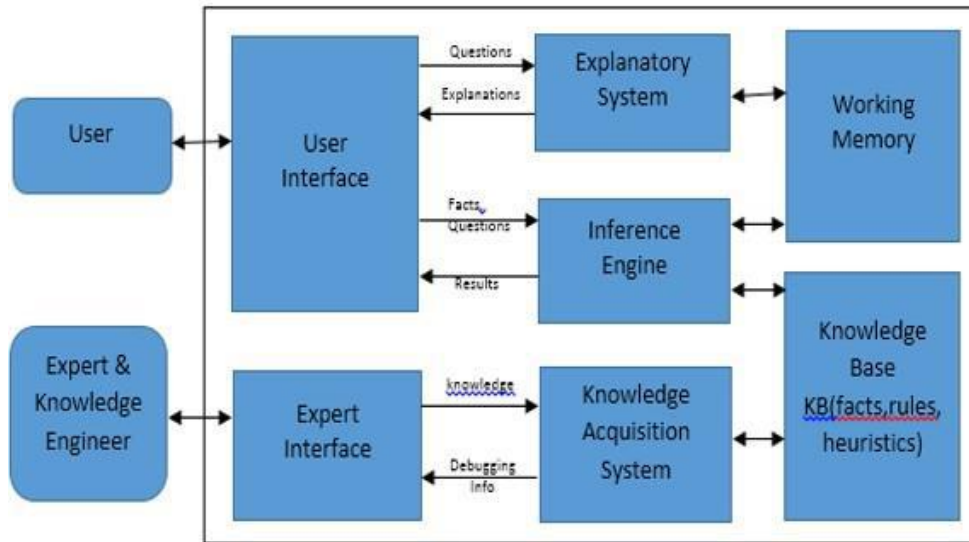 User
Expert &
Knowledge
Engineer
User
Interface
Expert
Interface
Questions
Explanations
Facts,
Questions
Results
knowledge
Debugging
Info
Explanatory
System
Inference
Engine
Knowledge
Acquisition
System
Working
Memory
Knowledge
Base
KB(facts,rules,
heuristics)